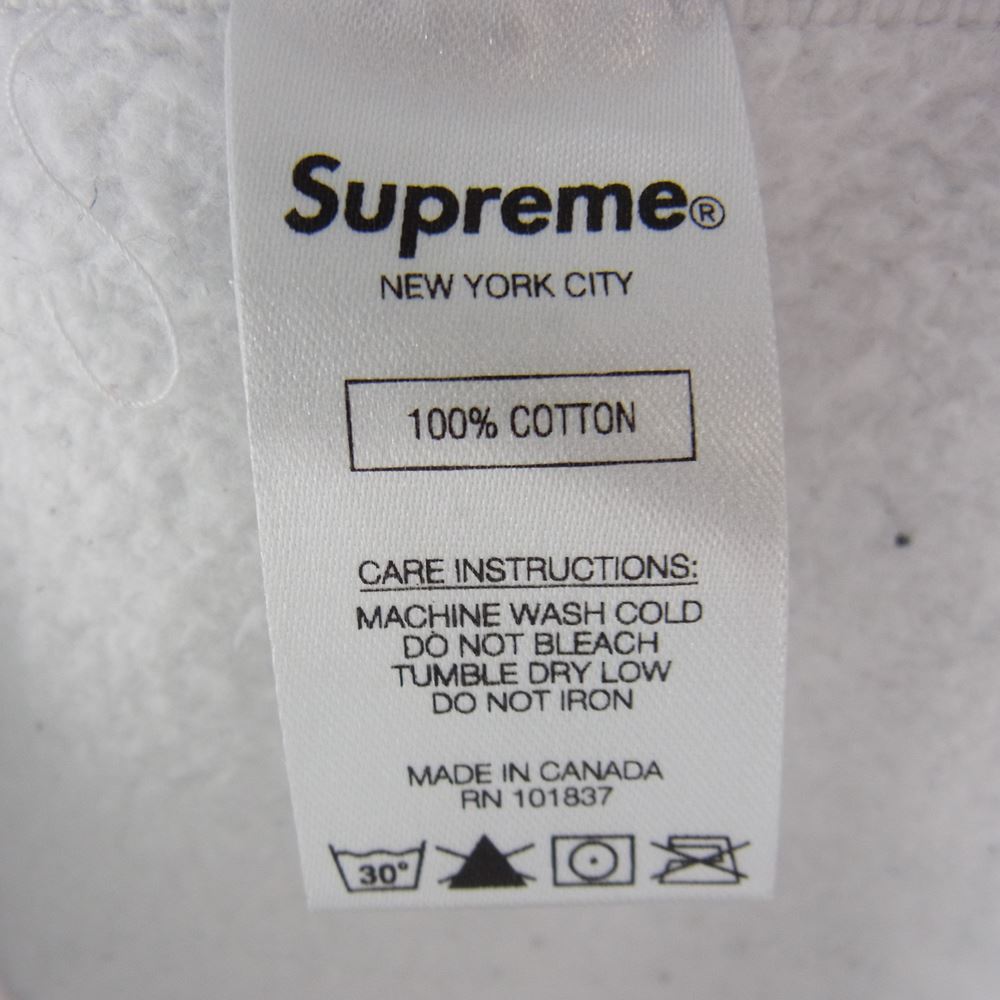 Supreme®
NEW YORK CITY
100% COTTON
CARE INSTRUCTIONS:
MACHINE WASH COLD
DO NOT BLEACH
TUMBLE DRY LOW
DO NOT IRON
MADE IN CANADA
RN 101837
30°